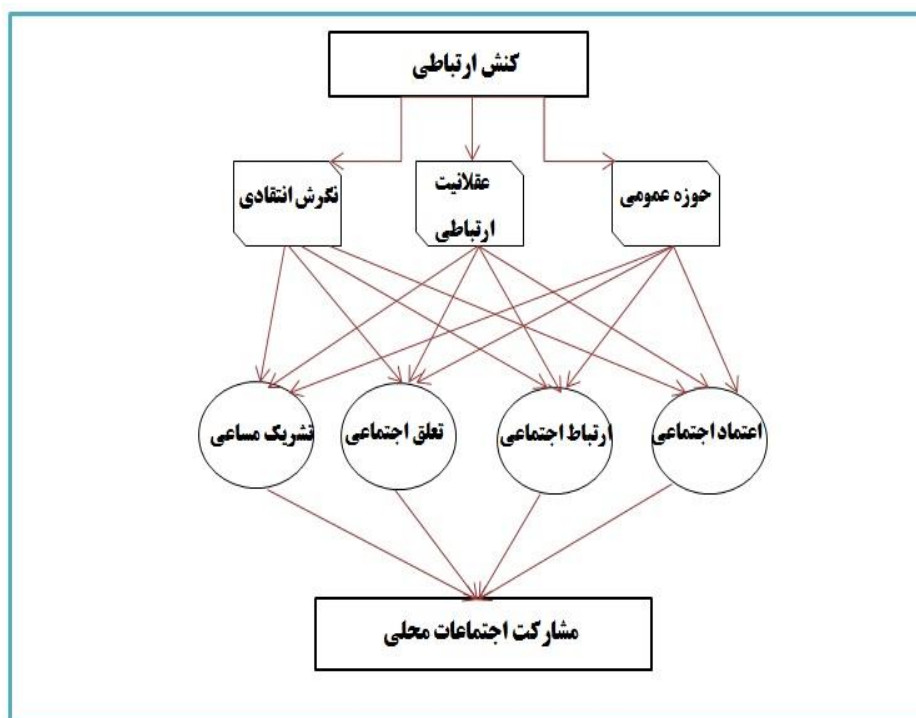 کنش ارتباطی
حوزه عمومی
عقلانیت
ارتباطی
نگرش انتقادی
اعتماد اجتماعی
ارتباط اجتماعی
تعلق اجتماعی
تشریک مساعی
مشارکت اجتماعات محلی